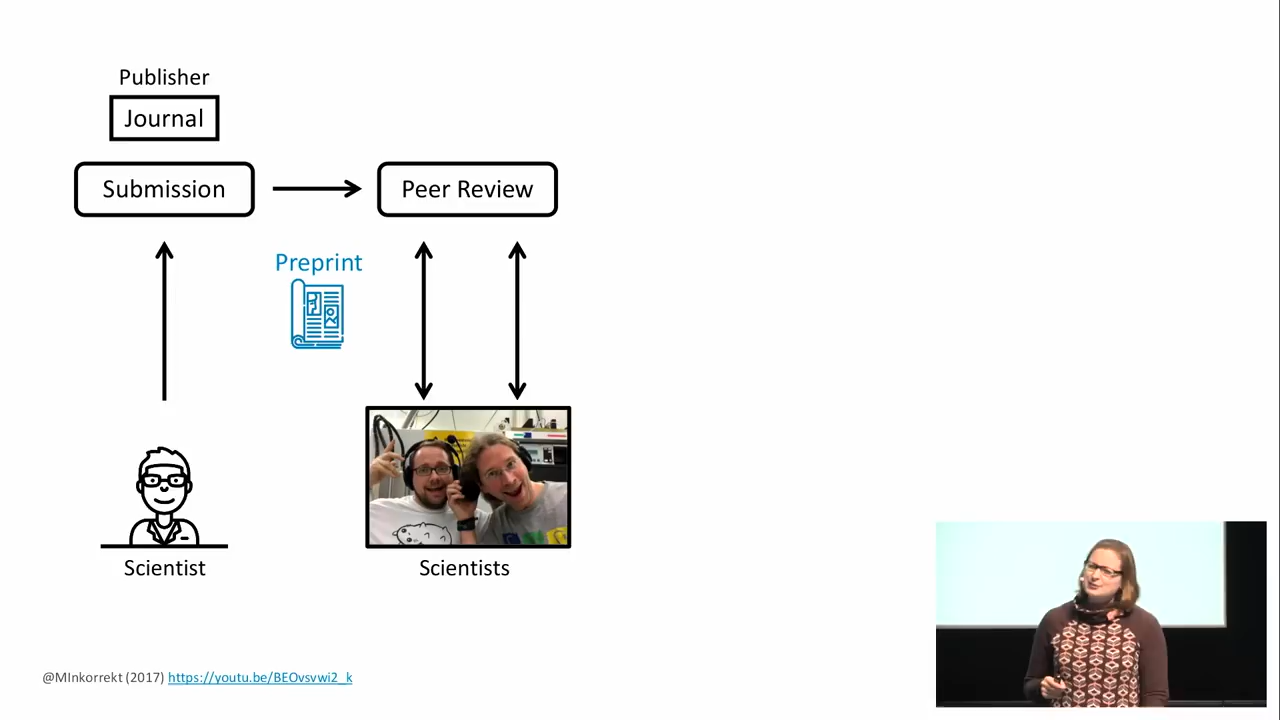 Publisher
Journal
Submission
Peer Review
Preprint
Scientist
Scientists
@MInkorrekt (2017) https://youtu.be/BEOvsvwi2_k